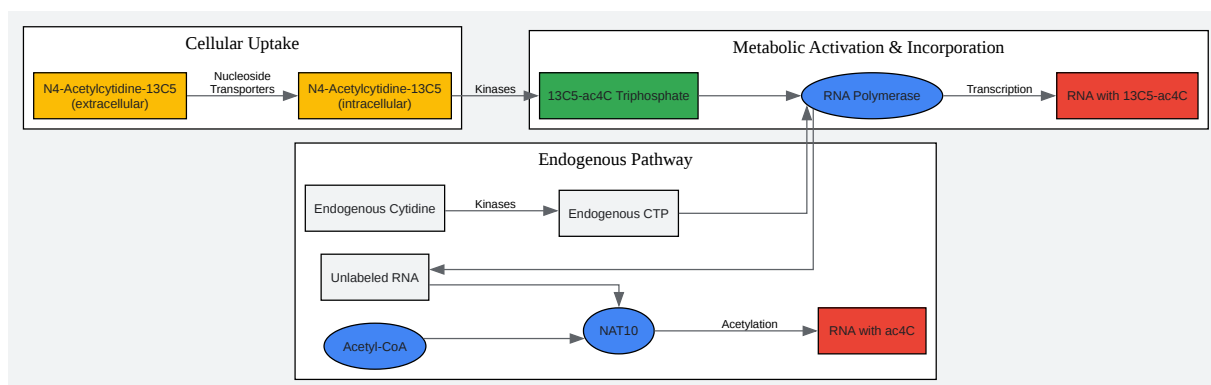 Cellular Uptake
N4-Acetylcytidine-13C5
(extracellular)
Nucleoside
Transporters
N4-Acetylcytidine-13C5
(intracellular)
Kinases
Metabolic Activation & Incorporation
13C5-ac4C Triphosphate
RNA Polymerase
Transcription
RNA with 13C5-ac4C
Endogenous Pathway
Endogenous Cytidine
Kinases
Endogenous CTP
Unlabeled RNA
Acetyl-CoA
NAT10
Acetylation
RNA with ac4C